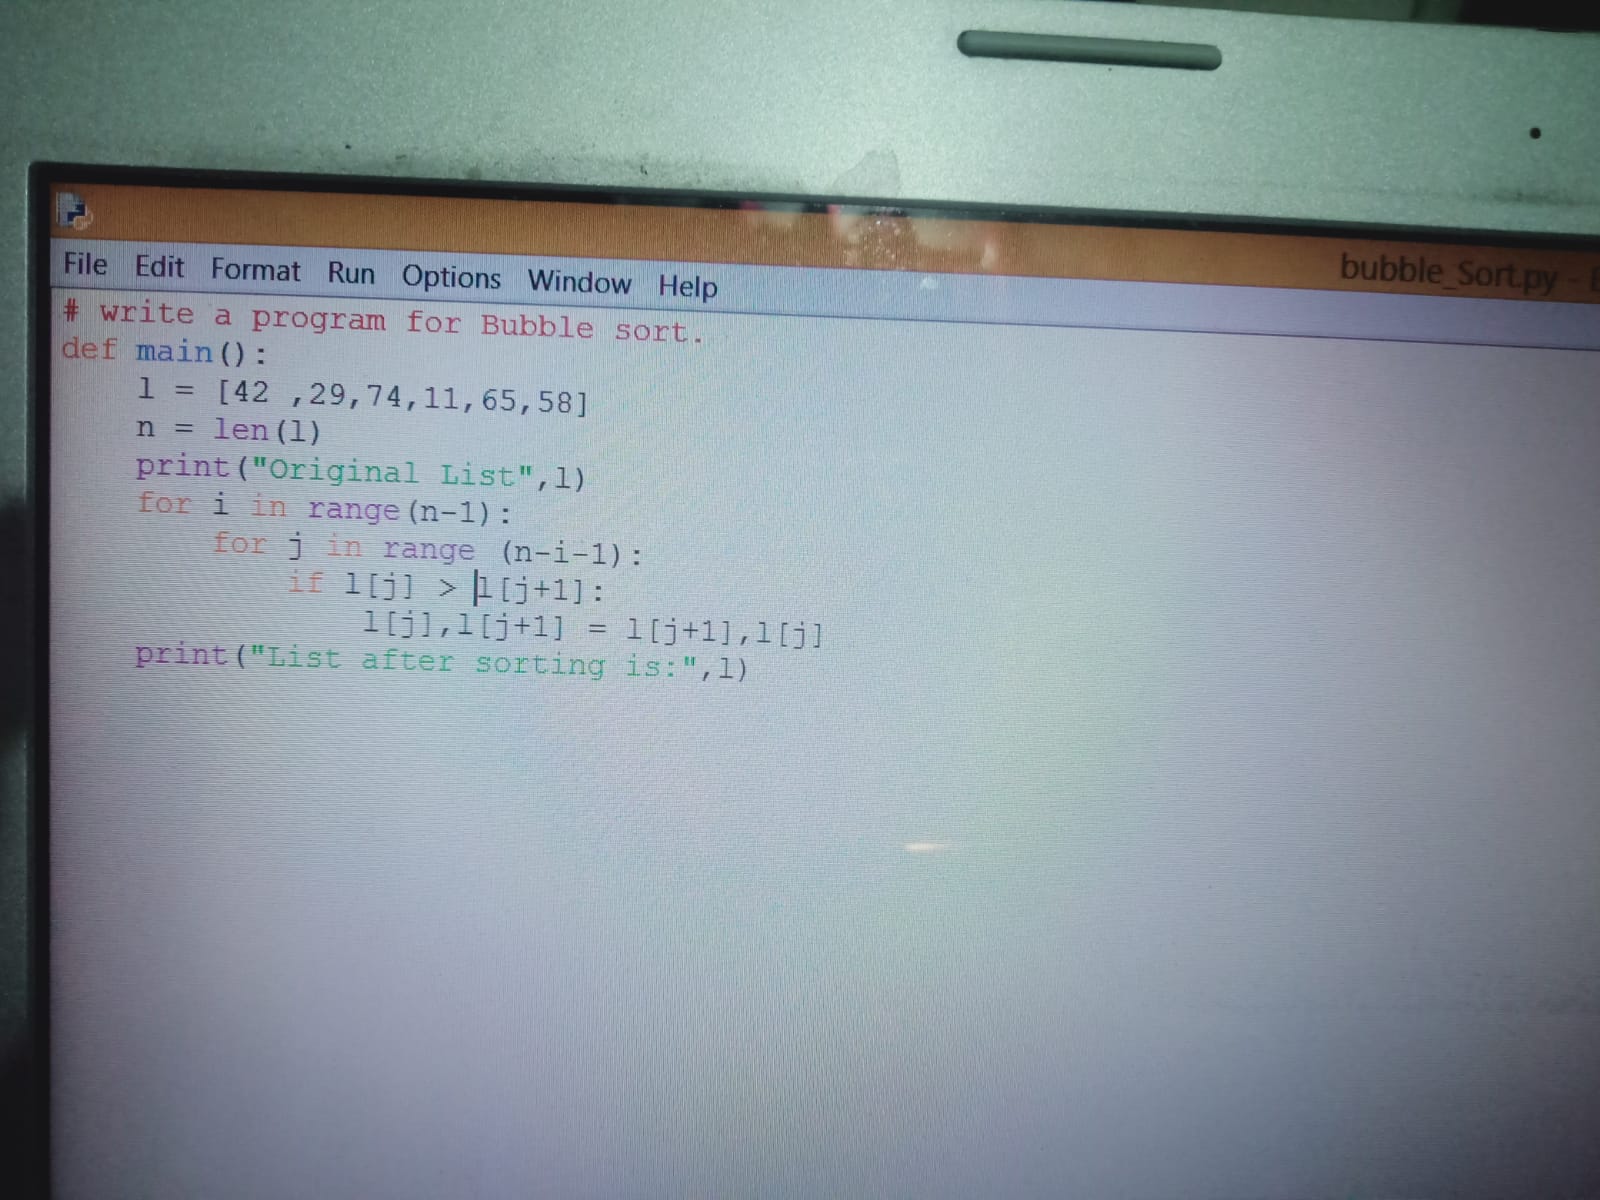 bubble_Sort.py -
File Edit Format Run Options Window Help
# write a program for Bubble sort.
def main():
    l = [42 ,29,74,11,65,58]
    n = len(l)
    print("Original List",l)
    for i in range(n-1):
        for j in range (n-i-1):
            if l[j] > l[j+1]:
                l[j],l[j+1] = l[j+1],l[j]
    print("List after sorting is:",l)